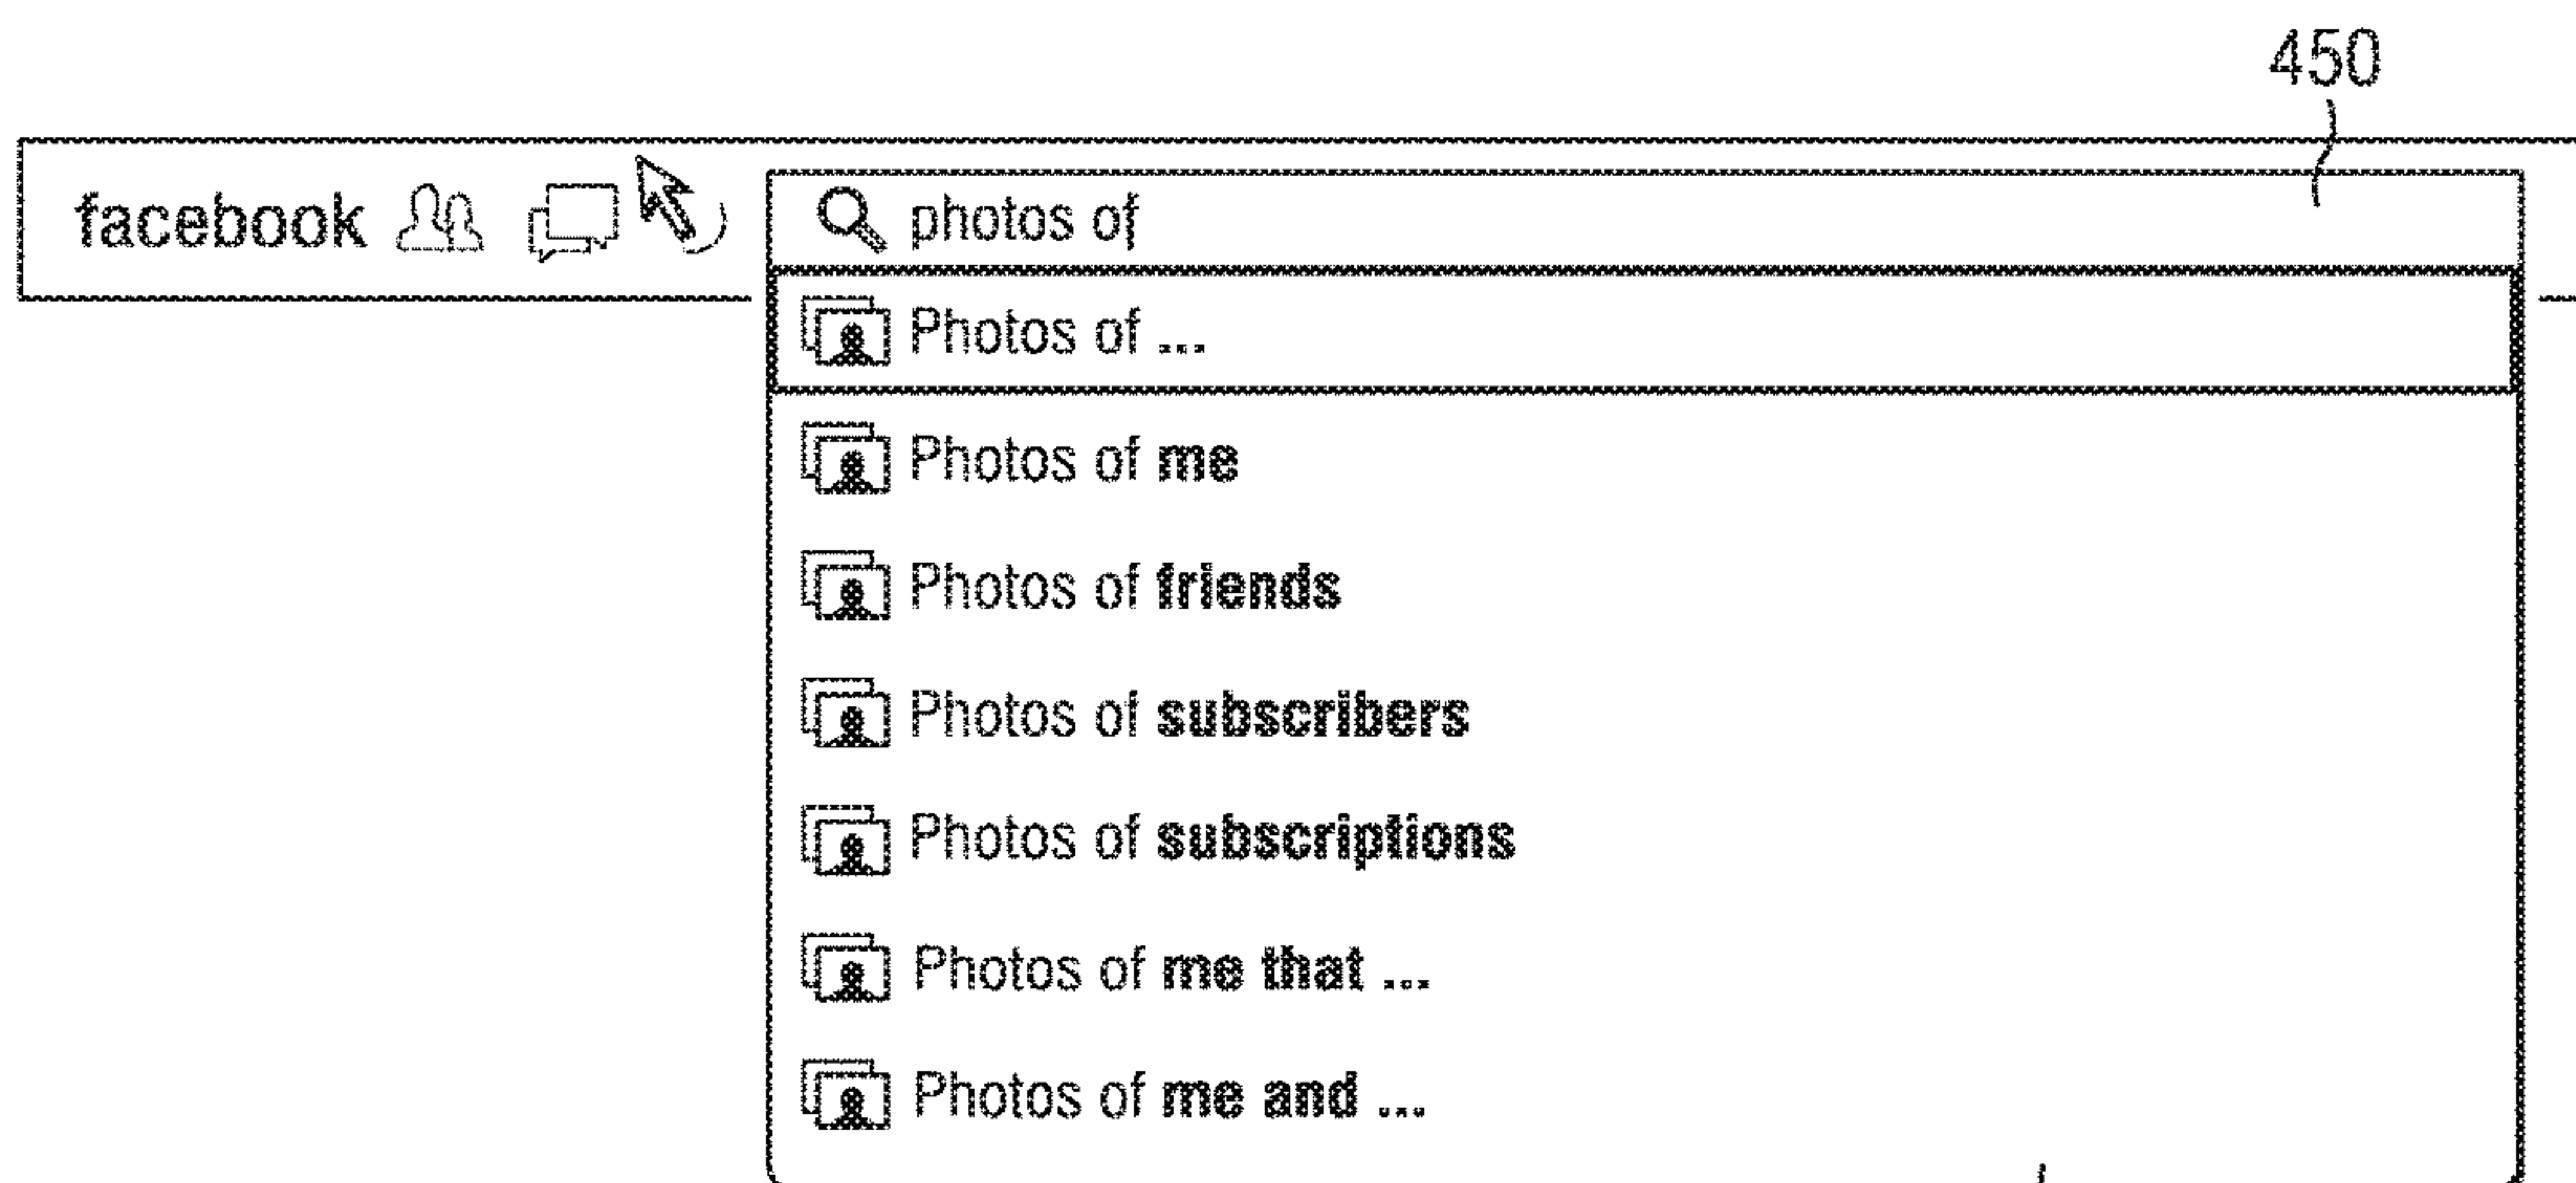 450
facebook photos of
Photos of ...
Photos of me
Photos of friends
Photos of subscribers
Photos of subscriptions
Photos of me that ...
Photos of me and ...